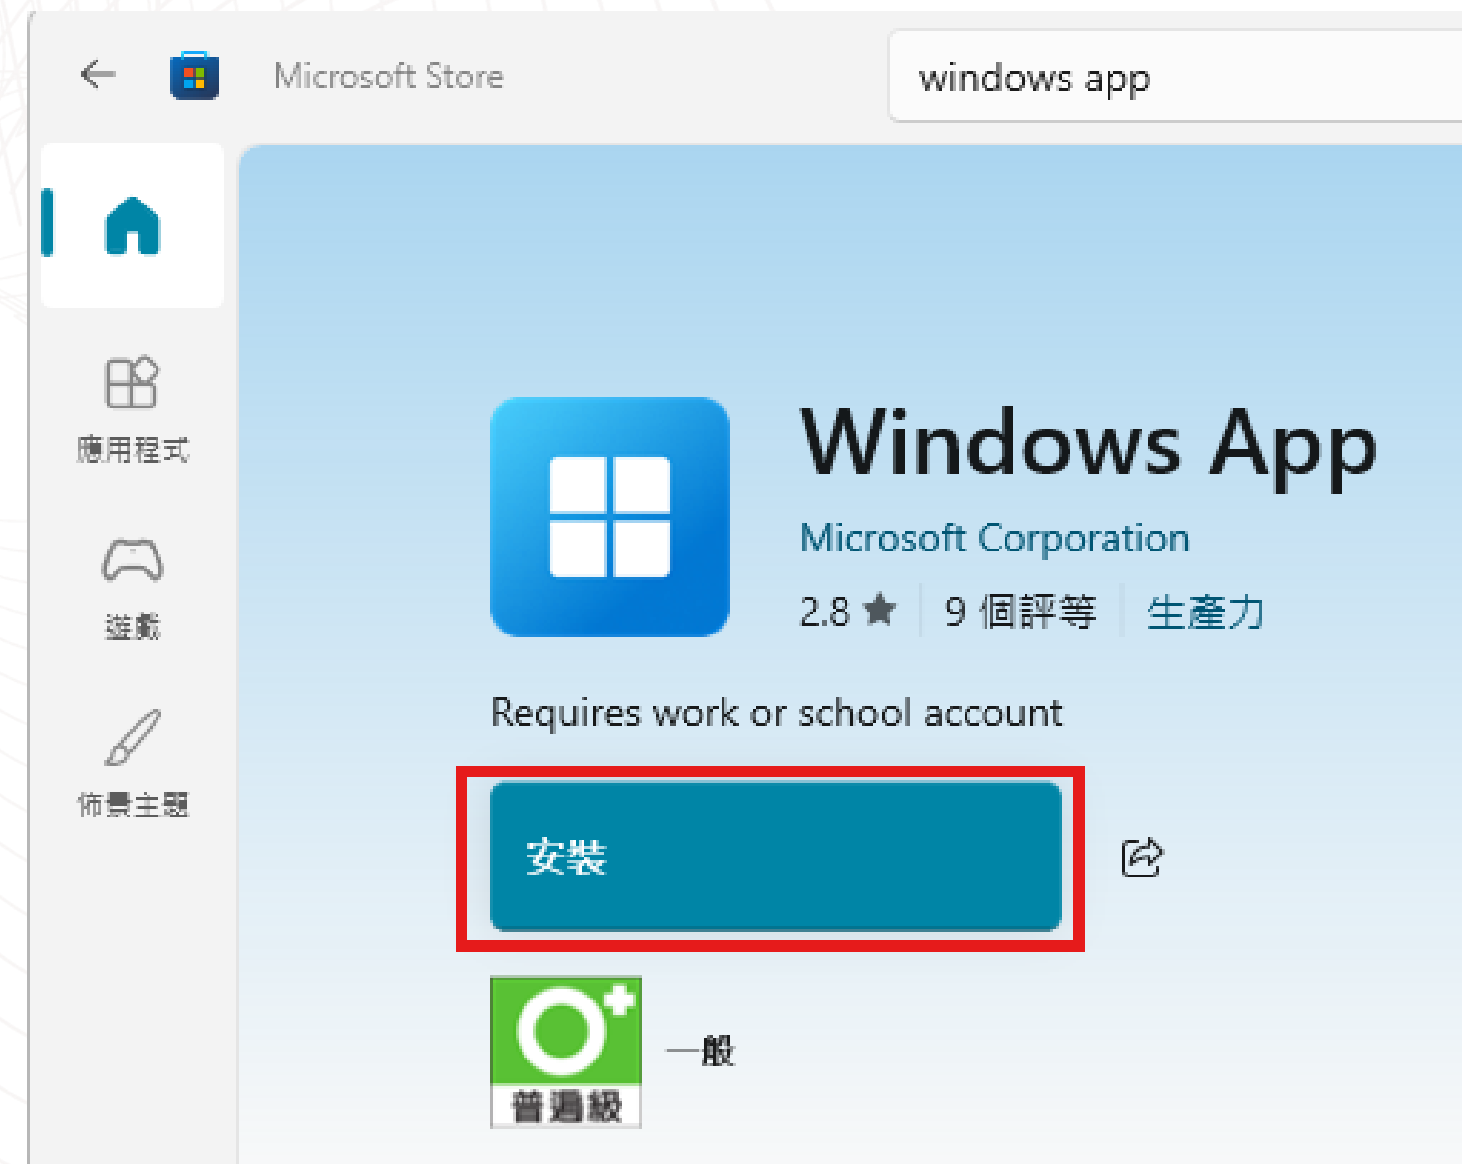 Microsoft Store
windows app
應用程式
遊戲
佈景主題
Windows App
Microsoft Corporation
2.8 ★ 9 個評等 生產力
Requires work or school account
安裝
一般
普遍級